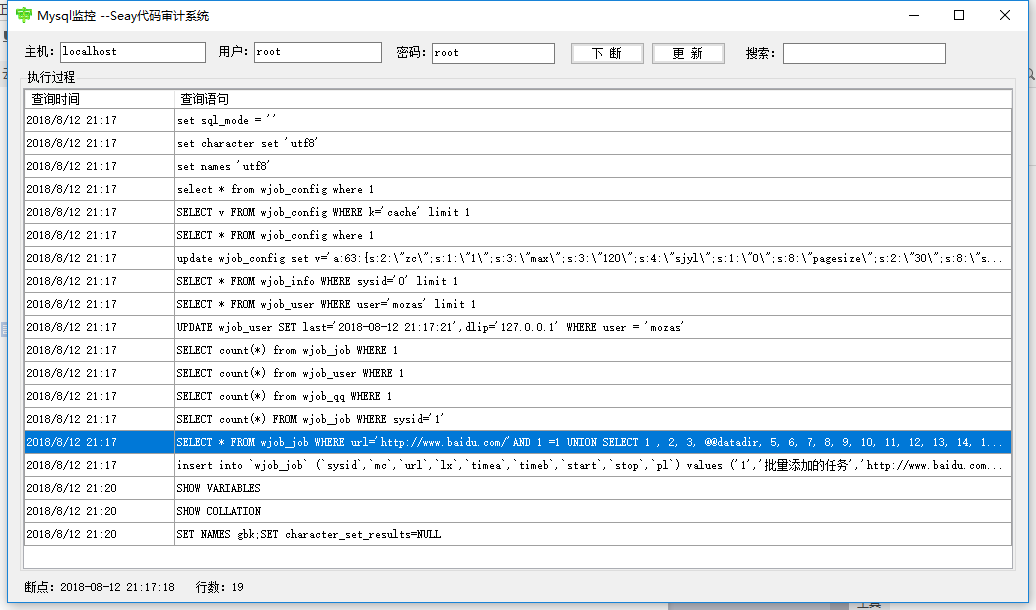 Mysql监控 --Seay代码审计系统
主机: localhost 用户: root 密码: root 下 断 更 新 搜索:
执行过程
查询时间 查询语句
2018/8/12 21:17 set sql_mode = ''
2018/8/12 21:17 set character set 'utf8'
2018/8/12 21:17 set names 'utf8'
2018/8/12 21:17 select * from wjob_config where 1
2018/8/12 21:17 SELECT v FROM wjob_config WHERE k='cache' limit 1
2018/8/12 21:17 SELECT * FROM wjob_config where 1
2018/8/12 21:17 update wjob_config set v='a:63:{s:2:\"zc\";s:1:\"1\";s:3:\"max\";s:3:\"120\";s:4:\"sjyl\";s:1:\"0\";s:8:\"pagesize\";s:2:\"30\";s:8:\"s...
2018/8/12 21:17 SELECT * FROM wjob_info WHERE sysid='0' limit 1
2018/8/12 21:17 SELECT * FROM wjob_user WHERE user='mozas' limit 1
2018/8/12 21:17 UPDATE wjob_user SET last='2018-08-12 21:17:21',dlip='127.0.0.1' WHERE user = 'mozas'
2018/8/12 21:17 SELECT count(*) from wjob_job WHERE 1
2018/8/12 21:17 SELECT count(*) from wjob_user WHERE 1
2018/8/12 21:17 SELECT count(*) from wjob_qq WHERE 1
2018/8/12 21:17 SELECT count(*) FROM wjob_job WHERE sysid='1'
2018/8/12 21:17 SELECT * FROM wjob_job WHERE url='http://www.baidu.com/'AND 1 =1 UNION SELECT 1 , 2, 3, @@datadir, 5, 6, 7, 8, 9, 10, 11, 12, 13, 14, 1...
2018/8/12 21:17 insert into `wjob_job` (`sysid`,`mc`,`url`,`lx`,`timea`,`timeb`,`start`,`stop`,`pl`) values ('1','批量添加的任务','http://www.baidu.com...
2018/8/12 21:20 SHOW VARIABLES
2018/8/12 21:20 SHOW COLLATION
2018/8/12 21:20 SET NAMES gbk;SET character_set_results=NULL
断点: 2018-08-12 21:17:18 行数: 19